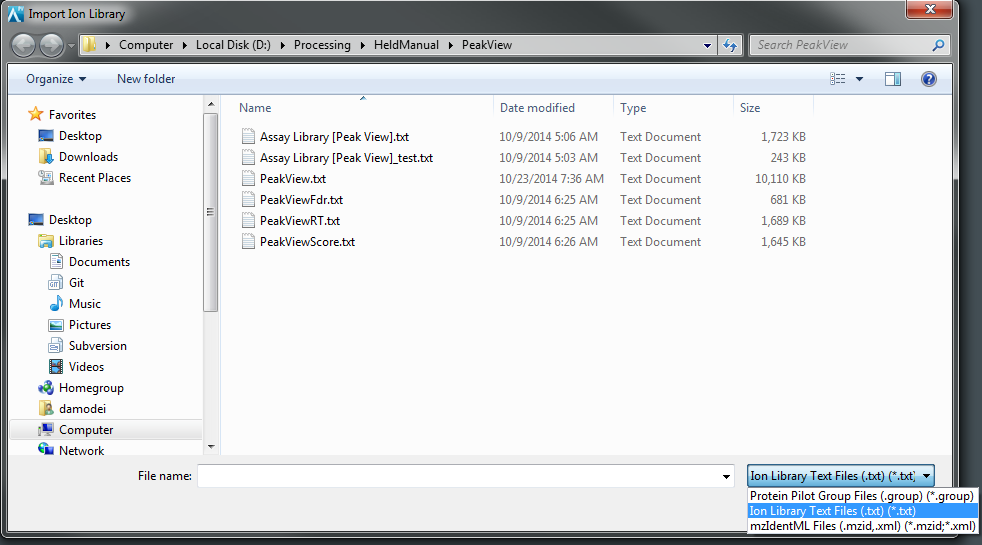 Import Ion Library
Computer Local Disk (D:) Processing HeldManual PeakView Search PeakView
Organize New folder
Favorites
Desktop
Downloads
Recent Places
Desktop
Libraries
Documents
Git
Music
Pictures
Subversion
Videos
Homegroup
damodei
Computer
Network
Name Date modified Type Size
Assay Library [Peak View].txt 10/9/2014 5:06 AM Text Document 1,723 KB
Assay Library [Peak View]_test.txt 10/9/2014 5:03 AM Text Document 243 KB
PeakView.txt 10/23/2014 7:36 AM Text Document 10,110 KB
PeakViewFdr.txt 10/9/2014 6:25 AM Text Document 681 KB
PeakViewRT.txt 10/9/2014 6:25 AM Text Document 1,689 KB
PeakViewScore.txt 10/9/2014 6:26 AM Text Document 1,645 KB
File name: Ion Library Text Files (.txt) (*.txt)
Protein Pilot Group Files (.group) (*.group)
Ion Library Text Files (.txt) (*.txt)
mzIdentML Files (.mzid,.xml) (*.mzid;*.xml)